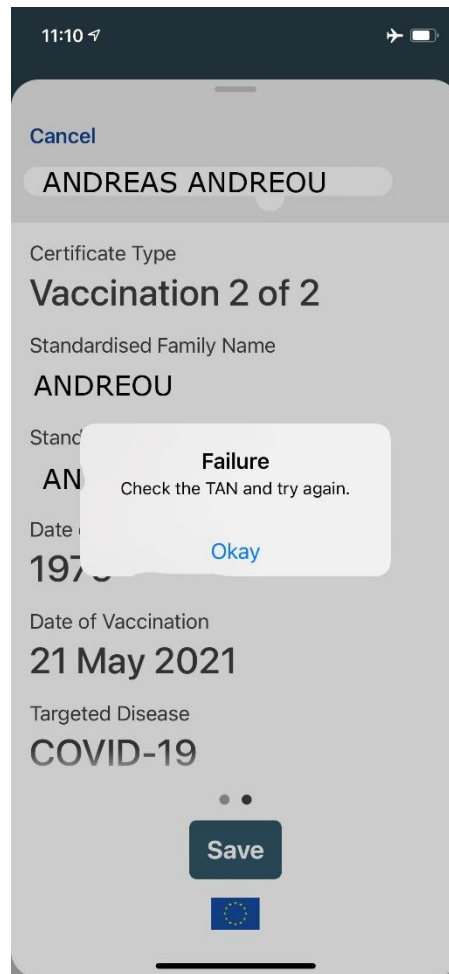 11:10
Cancel
ANDREAS ANDREOU
Certificate Type
Vaccination 2 of 2
Standardised Family Name
ANDREOU
Failure
Check the TAN and try again.
Okay
Date of Vaccination
21 May 2021
Targeted Disease
COVID-19
Save